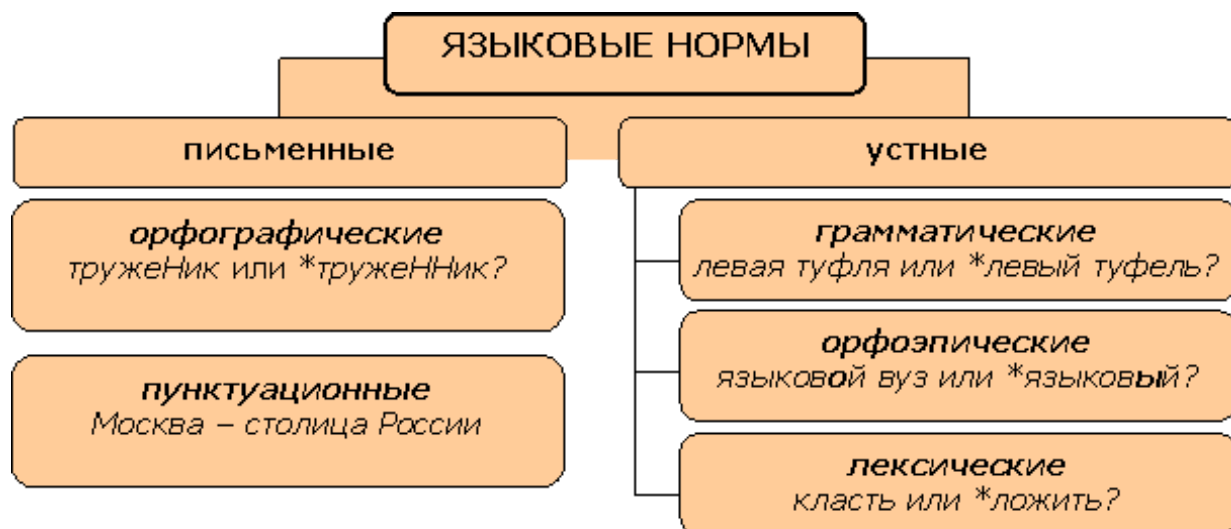 ЯЗЫКОВЫЕ НОРМЫ
письменные
орфографические
тружеНик или *тружеННик?
пунктуационные
Москва – столица России
устные
грамматические
левая туфля или *левый туфель?
орфоэпические
языковой вуз или *языковый?
лексические
класть или *ложить?